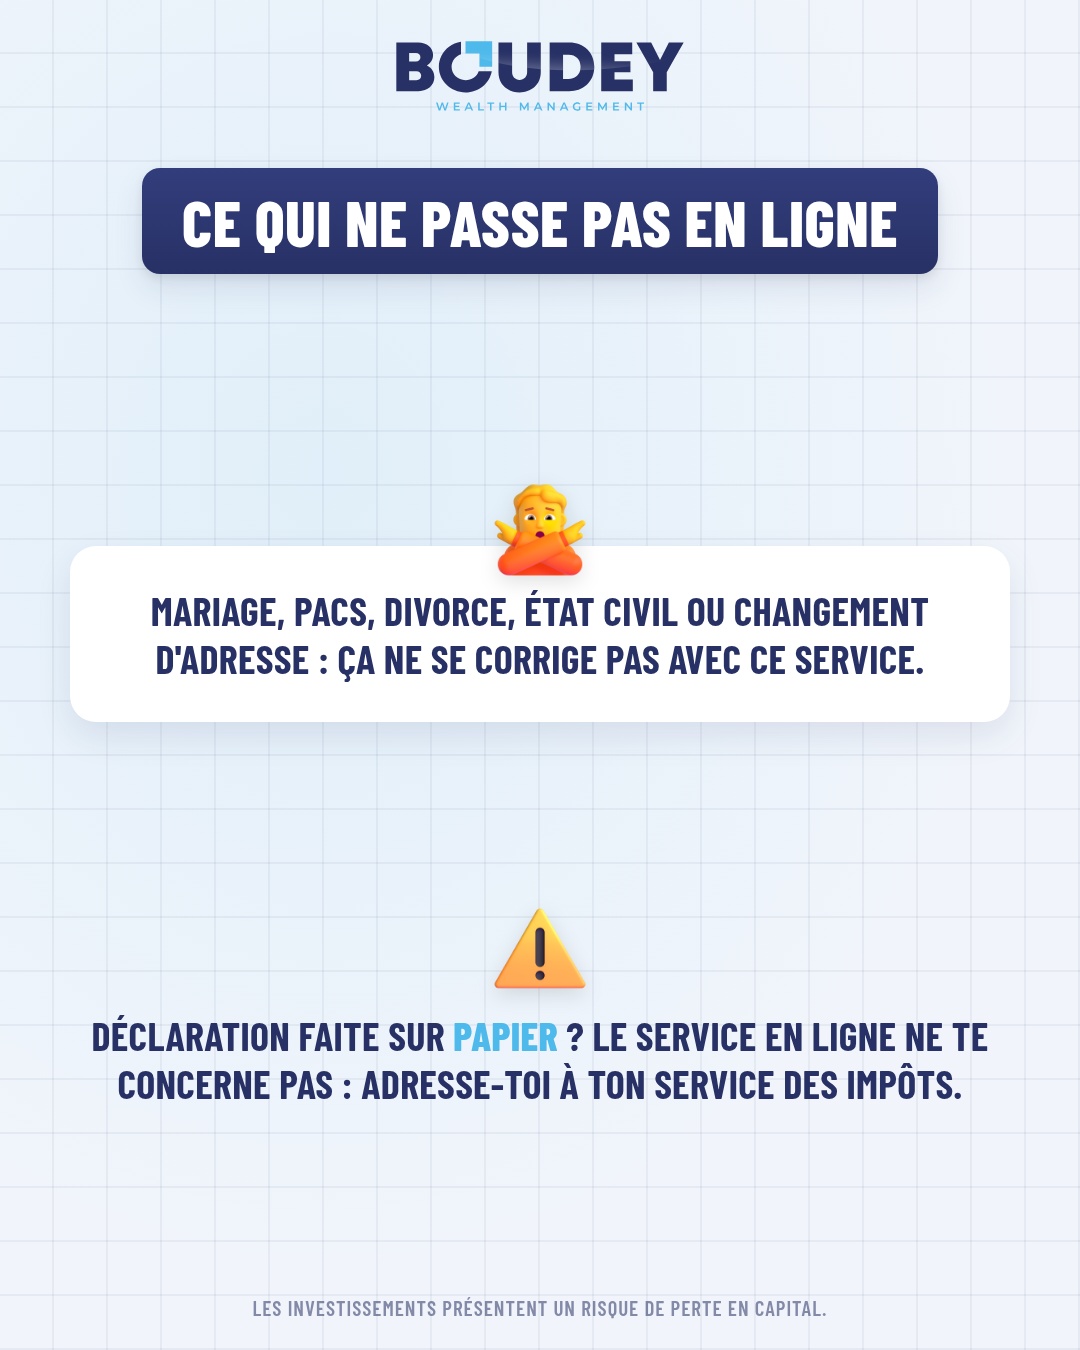 BOUDEY
WEALTH MANAGEMENT
CE QUI NE PASSE PAS EN LIGNE
MARIAGE, PACS, DIVORCE, ÉTAT CIVIL OU CHANGEMENT
D'ADRESSE : ÇA NE SE CORRIGE PAS AVEC CE SERVICE.
DÉCLARATION FAITE SUR PAPIER ? LE SERVICE EN LIGNE NE TE
CONCERNE PAS : ADRESSE-TOI À TON SERVICE DES IMPÔTS.
LES INVESTISSEMENTS PRÉSENTENT UN RISQUE DE PERTE EN CAPITAL.